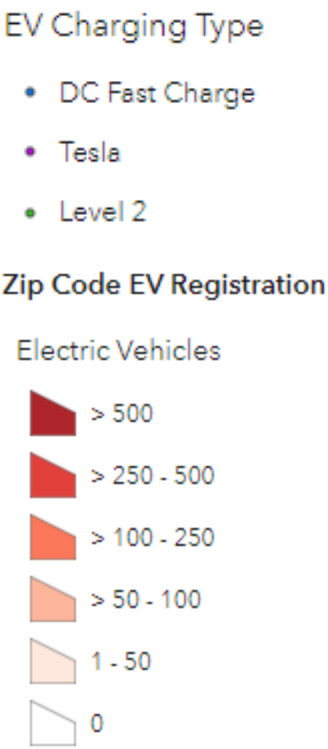 EV Charging Type
DC Fast Charge
Tesla
Level 2
Zip Code EV Registration
Electric Vehicles
> 500
> 250 - 500
> 100 - 250
> 50 - 100
1 - 50
0